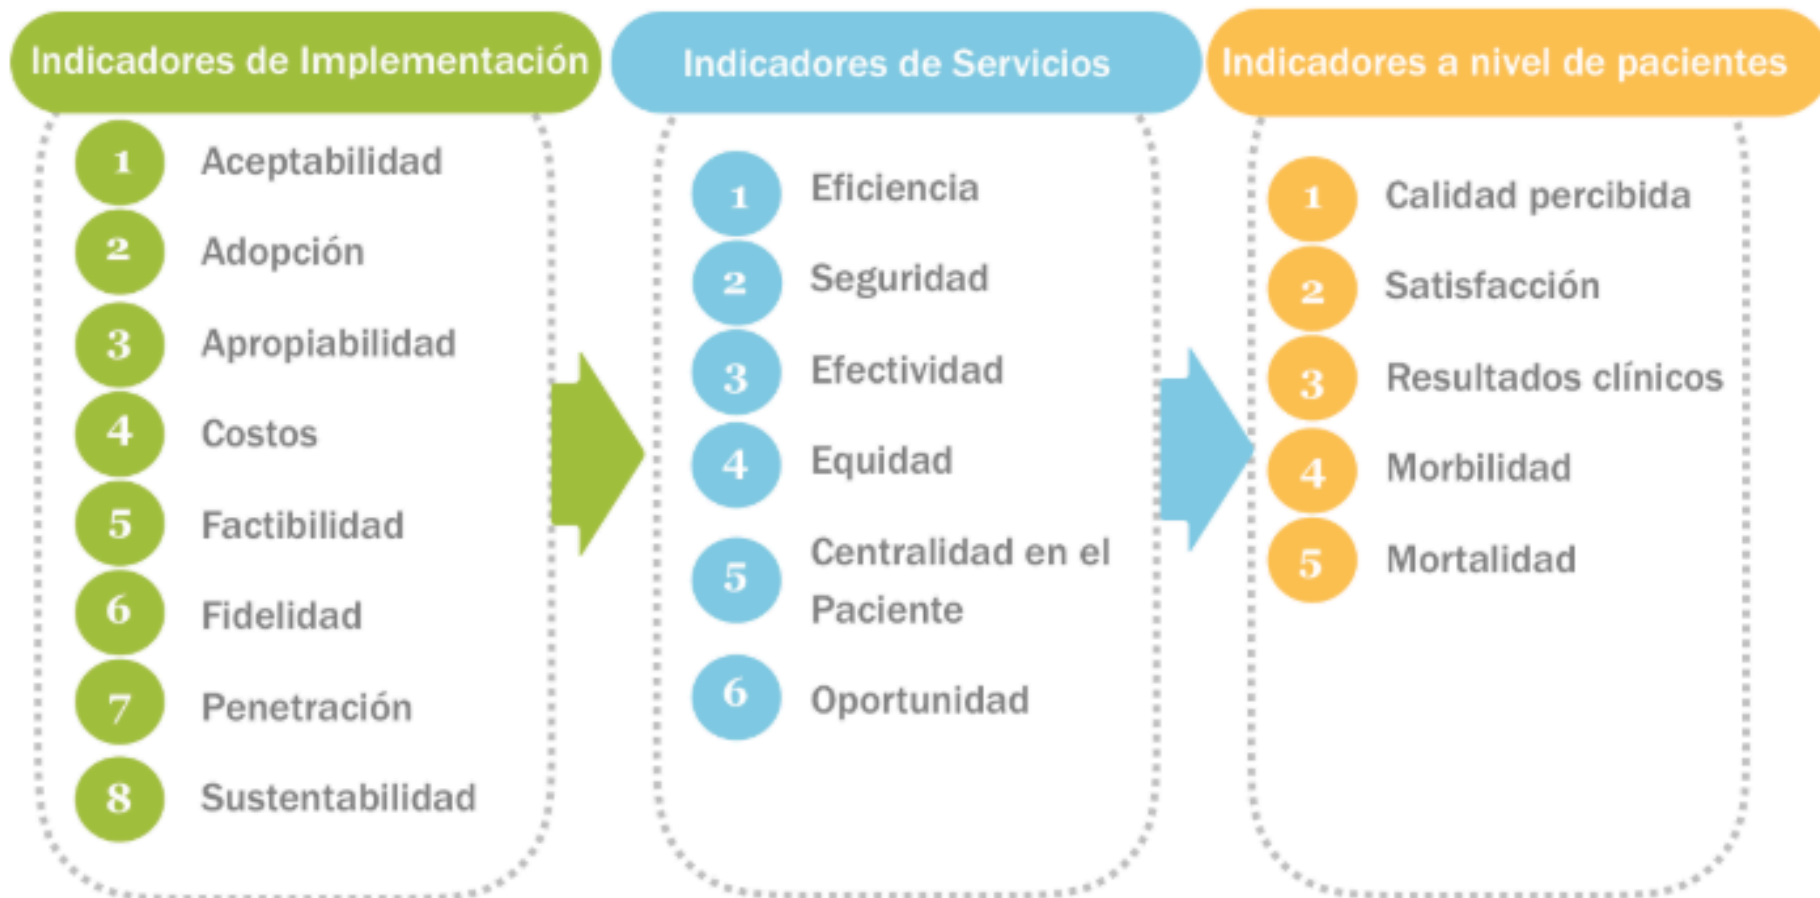 Indicadores de Implementación
1 Aceptabilidad
2 Adopción
3 Apropiabilidad
4 Costos
5 Factibilidad
6 Fidelidad
7 Penetración
8 Sustentabilidad
Indicadores de Servicios
1 Eficiencia
2 Seguridad
3 Efectividad
4 Equidad
5 Centralidad en el
Paciente
6 Oportunidad
Indicadores a nivel de pacientes
1 Calidad percibida
2 Satisfacción
3 Resultados clínicos
4 Morbilidad
5 Mortalidad